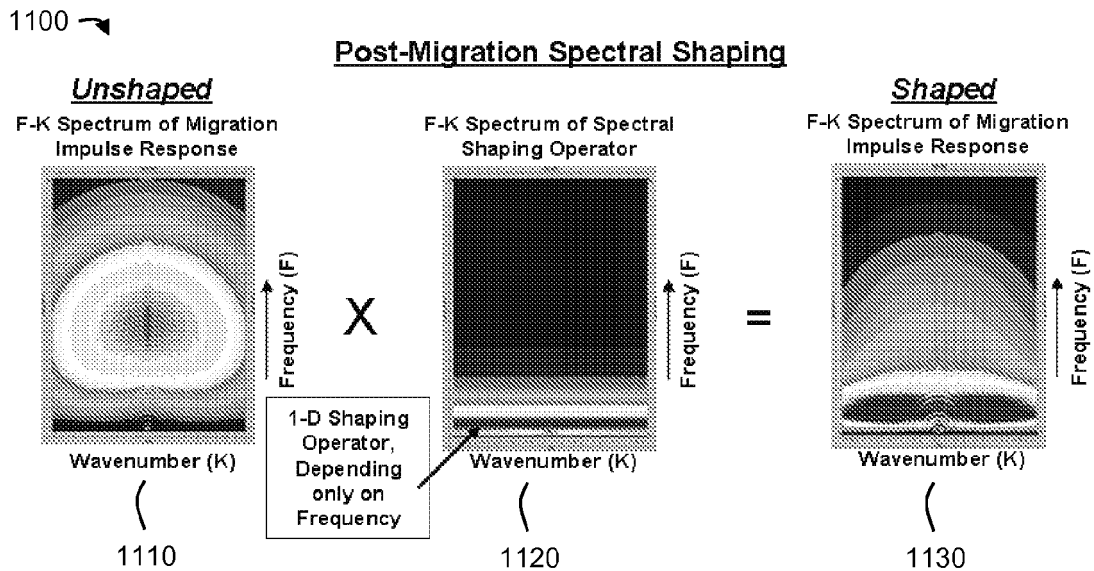 1100
Post-Migration Spectral Shaping
Unshaped
F-K Spectrum of Migration
Impulse Response
Frequency (F)
Wavenumber (K)
1110
X
F-K Spectrum of Spectral
Shaping Operator
Frequency (F)
1-D Shaping
Operator,
Depending
only on
Frequency
Wavenumber (K)
1120
=
Shaped
F-K Spectrum of Migration
Impulse Response
Frequency (F)
Wavenumber (K)
1130